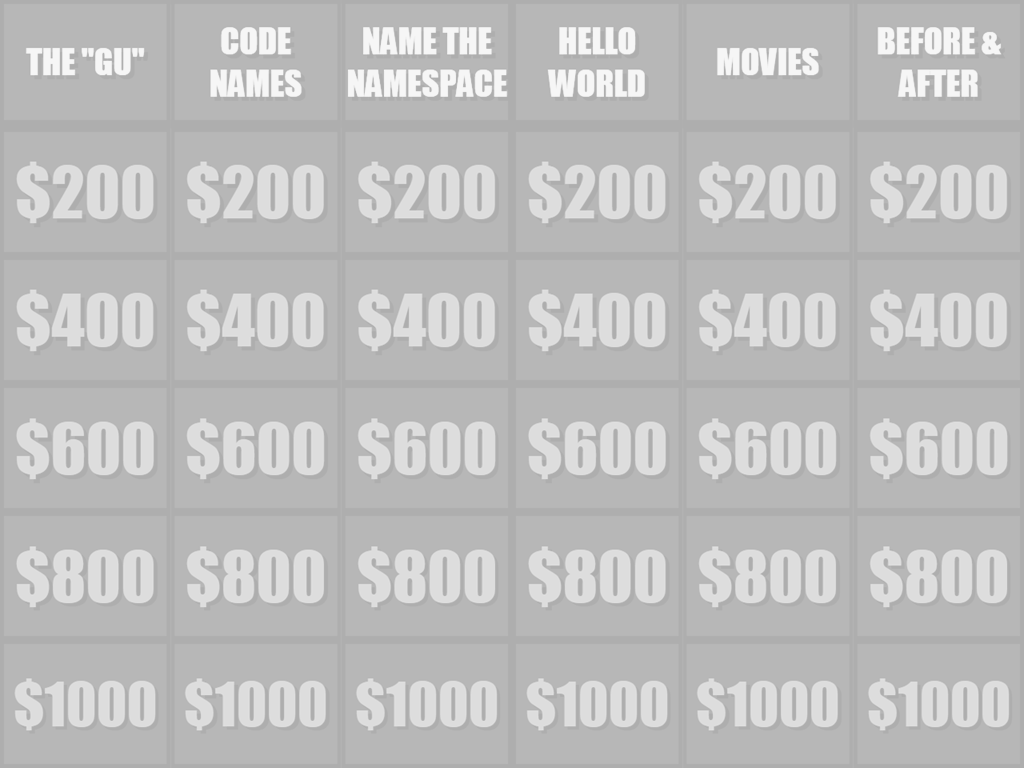 THE "GU"
CODE
NAMES
NAME THE
NAMESPACE
HELLO
WORLD
MOVIES
BEFORE &
AFTER
$200 $200 $200 $200 $200 $200
$400 $400 $400 $400 $400 $400
$600 $600 $600 $600 $600 $600
$800 $800 $800 $800 $800 $800
$1000 $1000 $1000 $1000 $1000 $1000